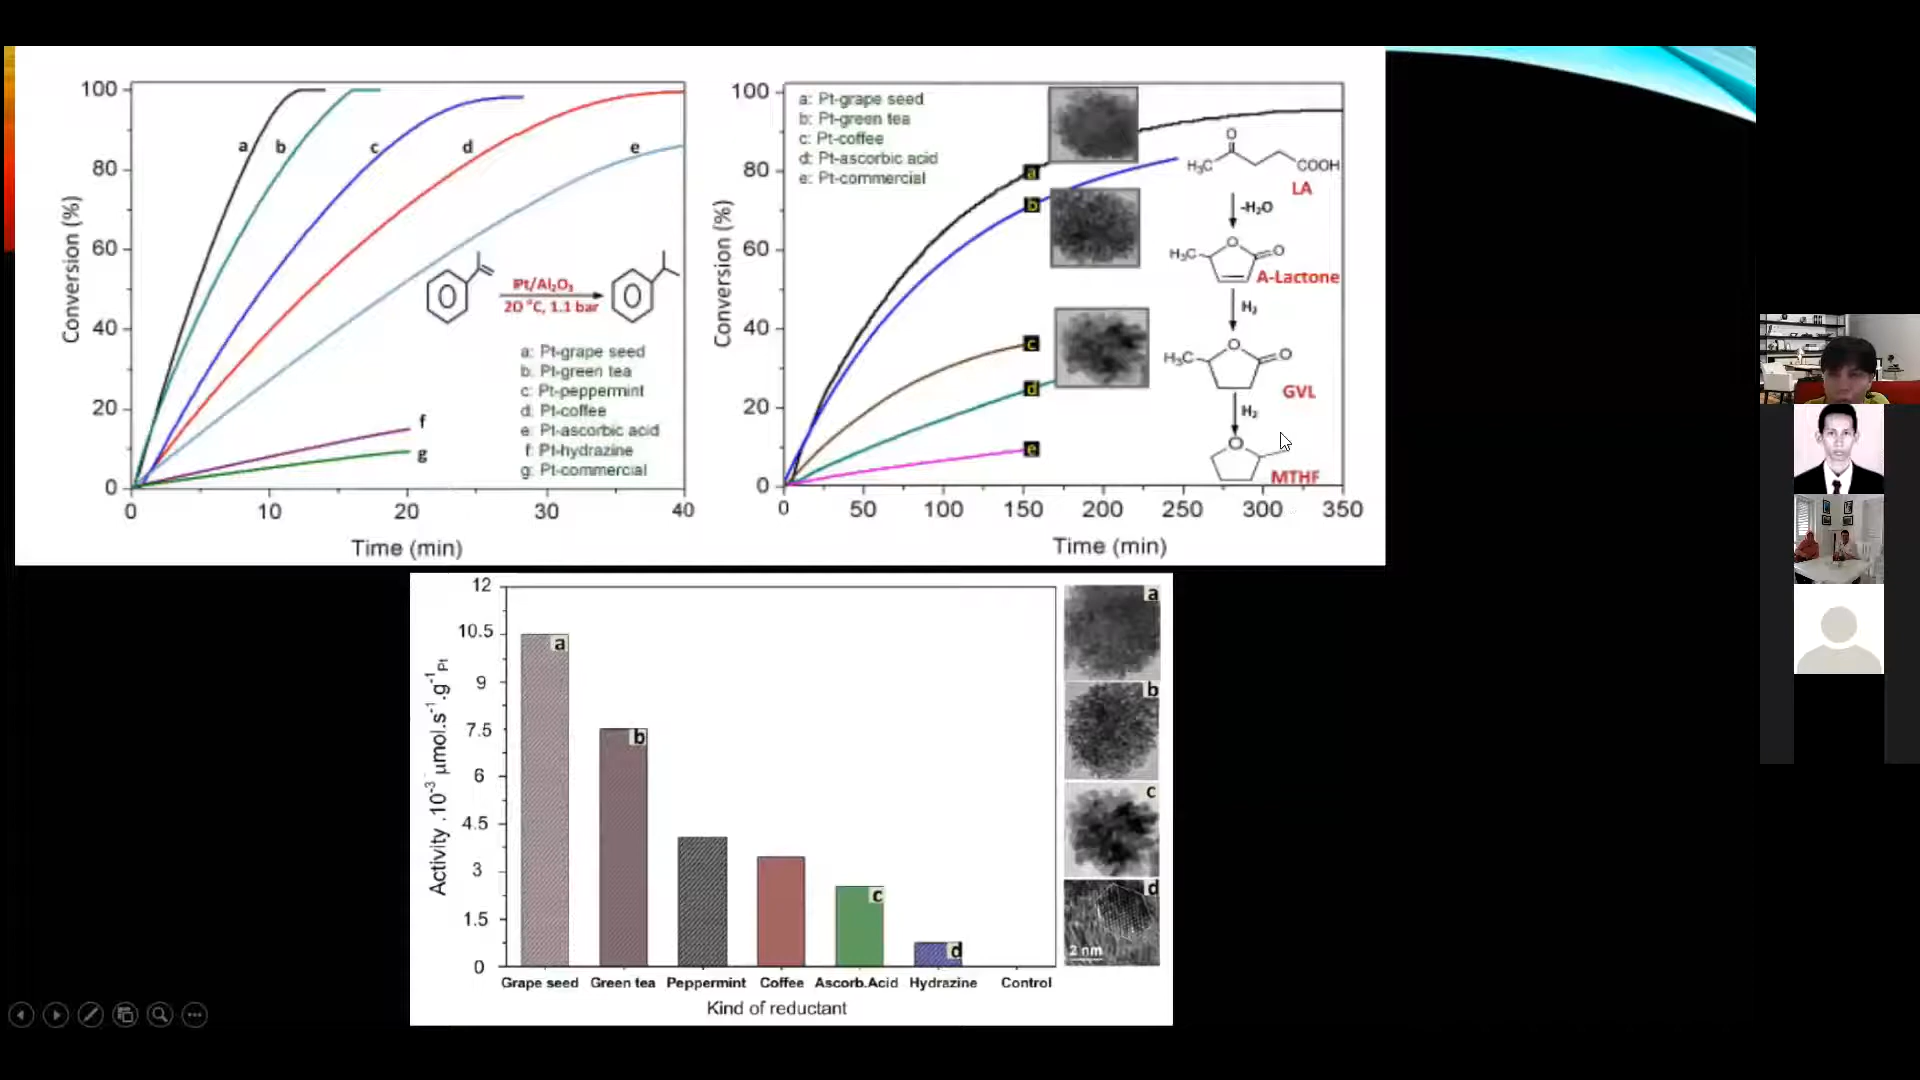 100
80
60
40
20
0
Conversion (%)
a
b
c
d
e
f
g
Pt/Al₂O₃
20 °C, 1.1 bar
a: Pt-grape seed
b: Pt-green tea
c: Pt-peppermint
d: Pt-coffee
e: Pt-ascorbic acid
f: Pt-hydrazine
g: Pt-commercial
0 10 20 30 40
Time (min)
100
80
60
40
20
0
Conversion (%)
a: Pt-grape seed
b: Pt-green tea
c: Pt-coffee
d: Pt-ascorbic acid
e: Pt-commercial
a
b
c
d
e
O
H₃C
COOH
LA
-H₂O
H₃C
O
O
A-Lactone
H₂
H₃C
O
O
GVL
H₂
O
MTHF
0 50 100 150 200 250 300 350
Time (min)
12
10.5
9
7.5
6
4.5
3
1.5
0
Activity .10⁻³ µmol.s⁻¹.g⁻¹Pt
a
b
c
d
Grape seed Green tea Peppermint Coffee Ascorb.Acid Hydrazine Control
Kind of reductant
a
b
c
d
2 nm